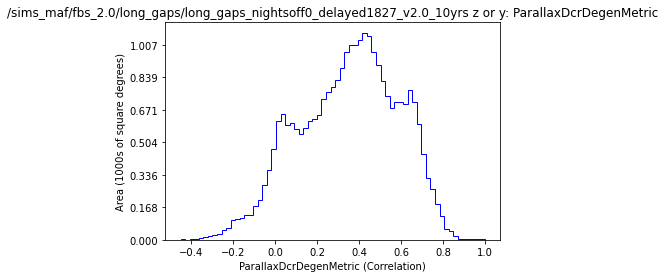 /sims_maf/fbs_2.0/long_gaps/long_gaps_nightsoff0_delayed1827_v2.0_10yrs z or y: ParallaxDcrDegenMetric
1.007
0.839
0.671
0.504
0.336
0.168
0.000
Area (1000s of square degrees)
−0.4 −0.2 0.0 0.2 0.4 0.6 0.8 1.0
ParallaxDcrDegenMetric (Correlation)